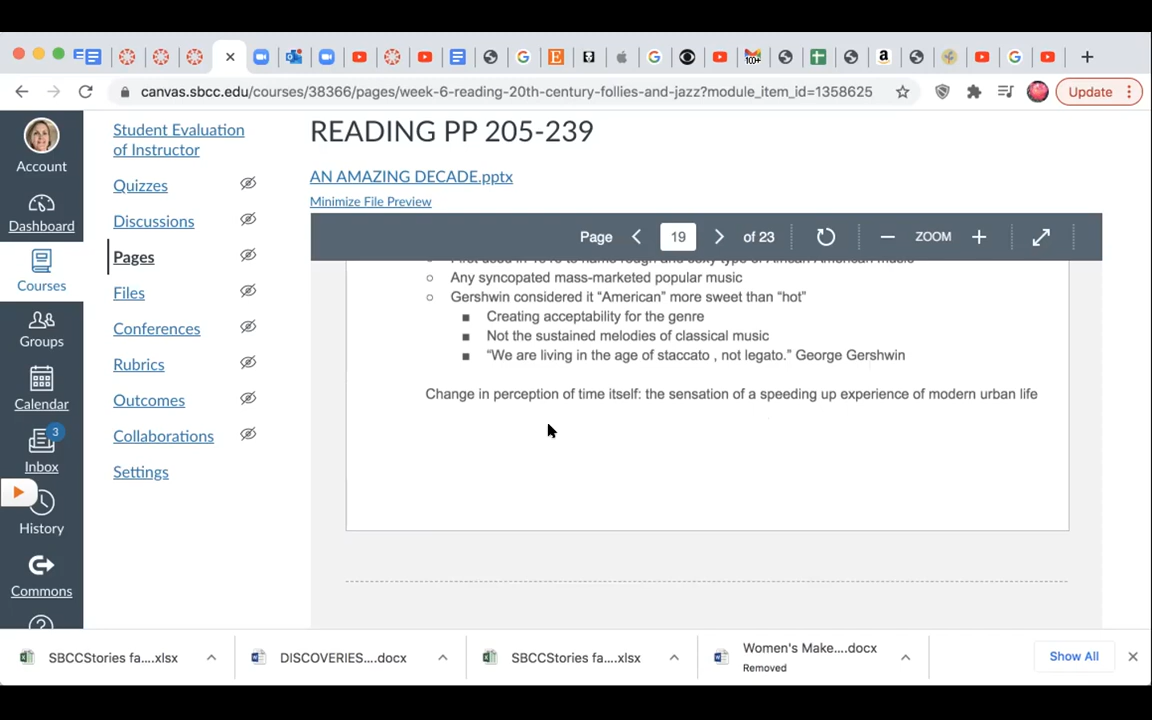 canvas.sbcc.edu/courses/38366/pages/week-6-reading-20th-century-follies-and-jazz?module_item_id=1358625
Update
100+
Account
Dashboard
Courses
Groups
Calendar
3
Inbox
History
Commons
Student Evaluation
of Instructor
Quizzes
Discussions
Pages
Files
Conferences
Rubrics
Outcomes
Collaborations
Settings
READING PP 205-239
AN AMAZING DECADE.pptx
Minimize File Preview
Page 19 of 23 ZOOM
Any syncopated mass-marketed popular music
Gershwin considered it “American” more sweet than “hot”
Creating acceptability for the genre
Not the sustained melodies of classical music
“We are living in the age of staccato , not legato.” George Gershwin
Change in perception of time itself: the sensation of a speeding up experience of modern urban life
SBCCStories fa....xlsx
DISCOVERIES....docx
SBCCStories fa....xlsx
Women's Make....docx
Removed
Show All